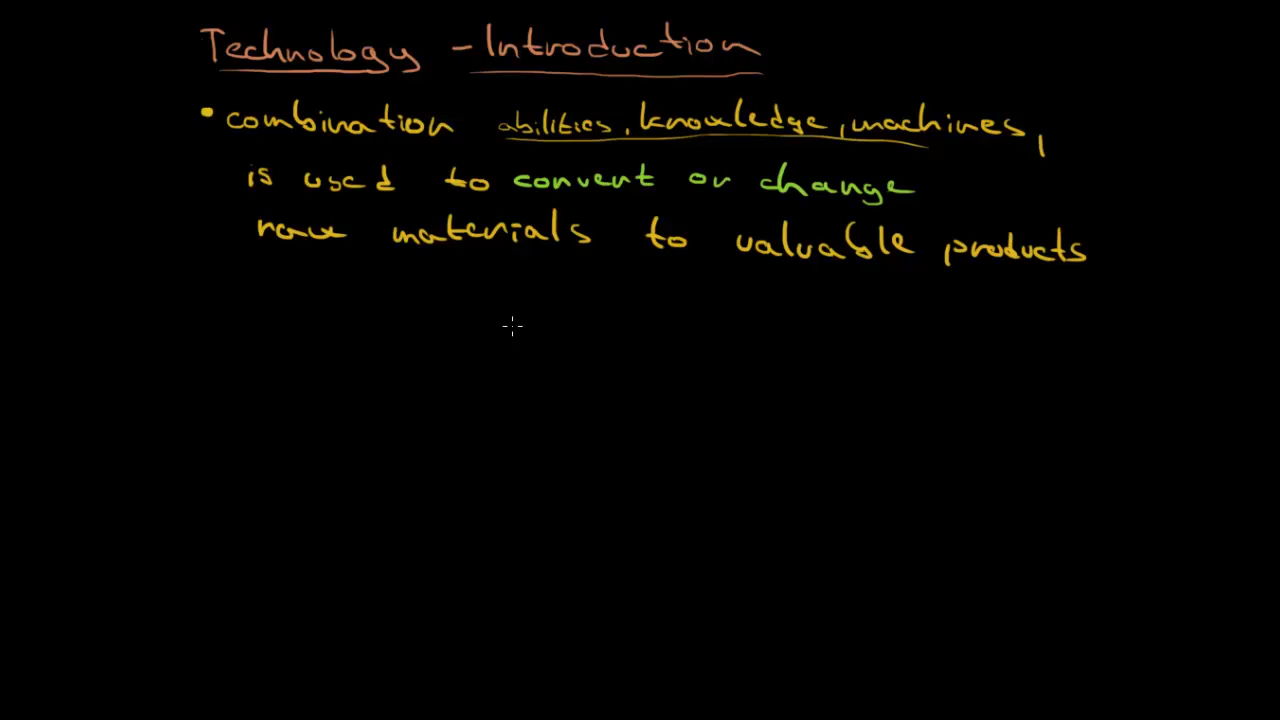 Technology - Introduction
• combination abilities, knowledge, machines,
is used to convert or change
raw materials to valuable products